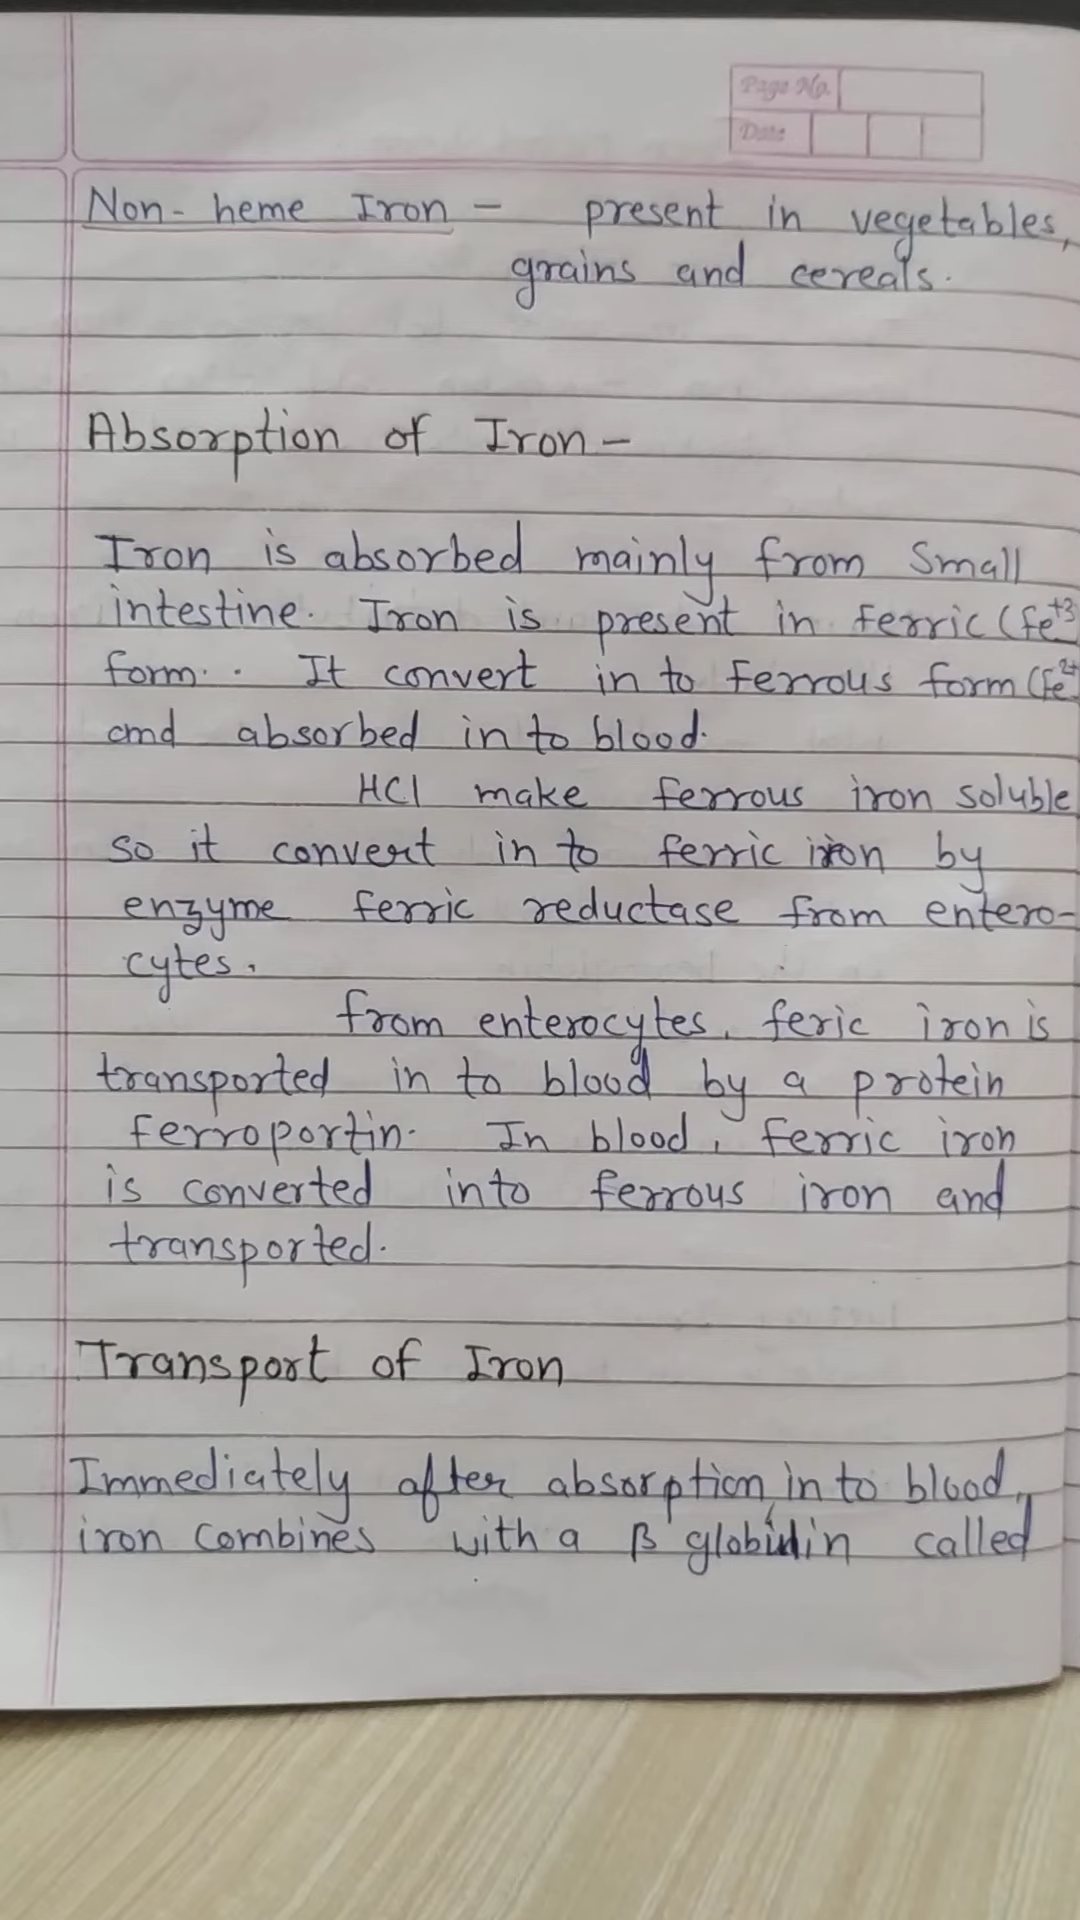 Page No.
Date
Non- heme Iron - present in vegetables,
grains and cereals.
Absorption of Iron -
Iron is absorbed mainly from Small
intestine. Iron is present in ferric (Fe+3
form. . It convert in to ferrous form (Fe2+
and absorbed in to blood.
HCl make ferrous iron soluble
so it convert in to ferric iron by
enzyme ferric reductase from entero-
cytes.
from enterocytes, feric iron is
transported in to blood by a protein
ferroportin. In blood, ferric iron
is converted into ferrous iron and
transported.
Transport of Iron
Immediately after absorption in to blood,
iron combines with a β called